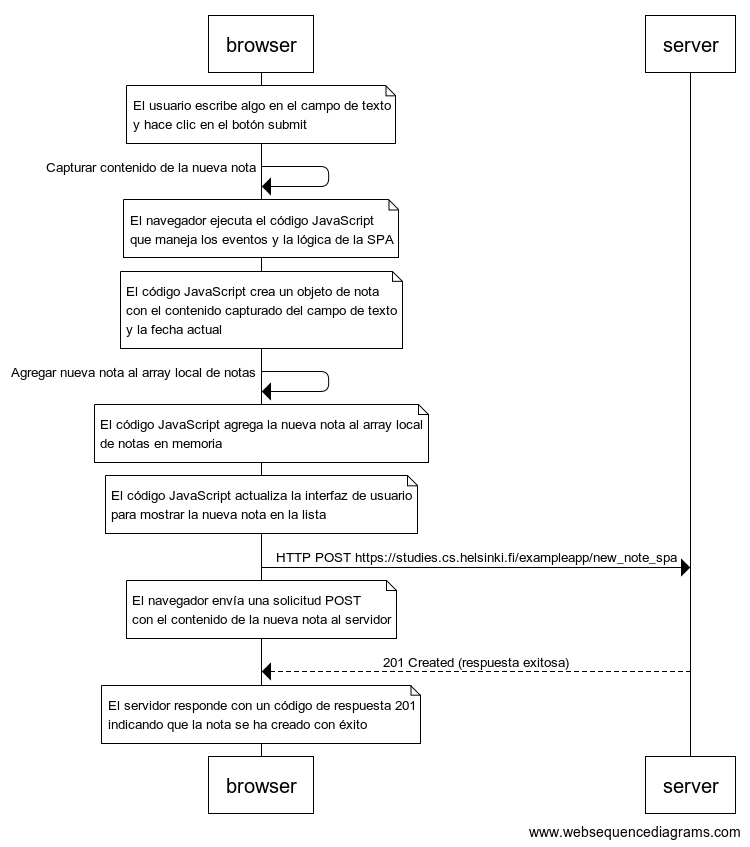 browser
server
El usuario escribe algo en el campo de texto
y hace clic en el botón submit
Capturar contenido de la nueva nota
El navegador ejecuta el código JavaScript
que maneja los eventos y la lógica de la SPA
El código JavaScript crea un objeto de nota
con el contenido capturado del campo de texto
y la fecha actual
Agregar nueva nota al array local de notas
El código JavaScript agrega la nueva nota al array local
de notas en memoria
El código JavaScript actualiza la interfaz de usuario
para mostrar la nueva nota en la lista
HTTP POST https://studies.cs.helsinki.fi/exampleapp/new_note_spa
El navegador envía una solicitud POST
con el contenido de la nueva nota al servidor
201 Created (respuesta exitosa)
El servidor responde con un código de respuesta 201
indicando que la nota se ha creado con éxito
browser
server
www.websequencediagrams.com